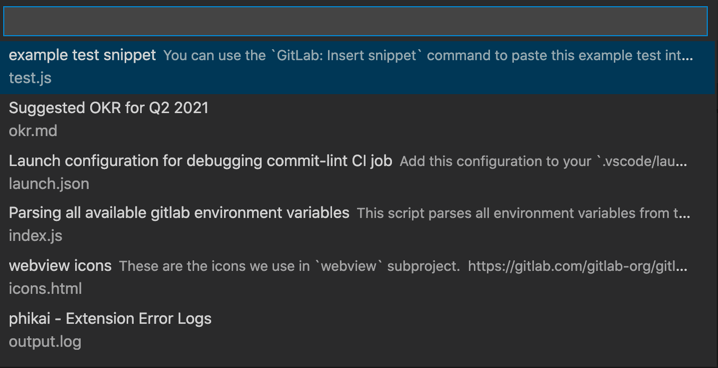 example test snippet You can use the `GitLab: Insert snippet` command to paste this example test int...
test.js
Suggested OKR for Q2 2021
okr.md
Launch configuration for debugging commit-lint CI job Add this configuration to your `.vscode/lau...
launch.json
Parsing all available gitlab environment variables This script parses all environment variables from t...
index.js
webview icons These are the icons we use in `webview` subproject. https://gitlab.com/gitlab-org/gitl...
icons.html
phikai - Extension Error Logs
output.log